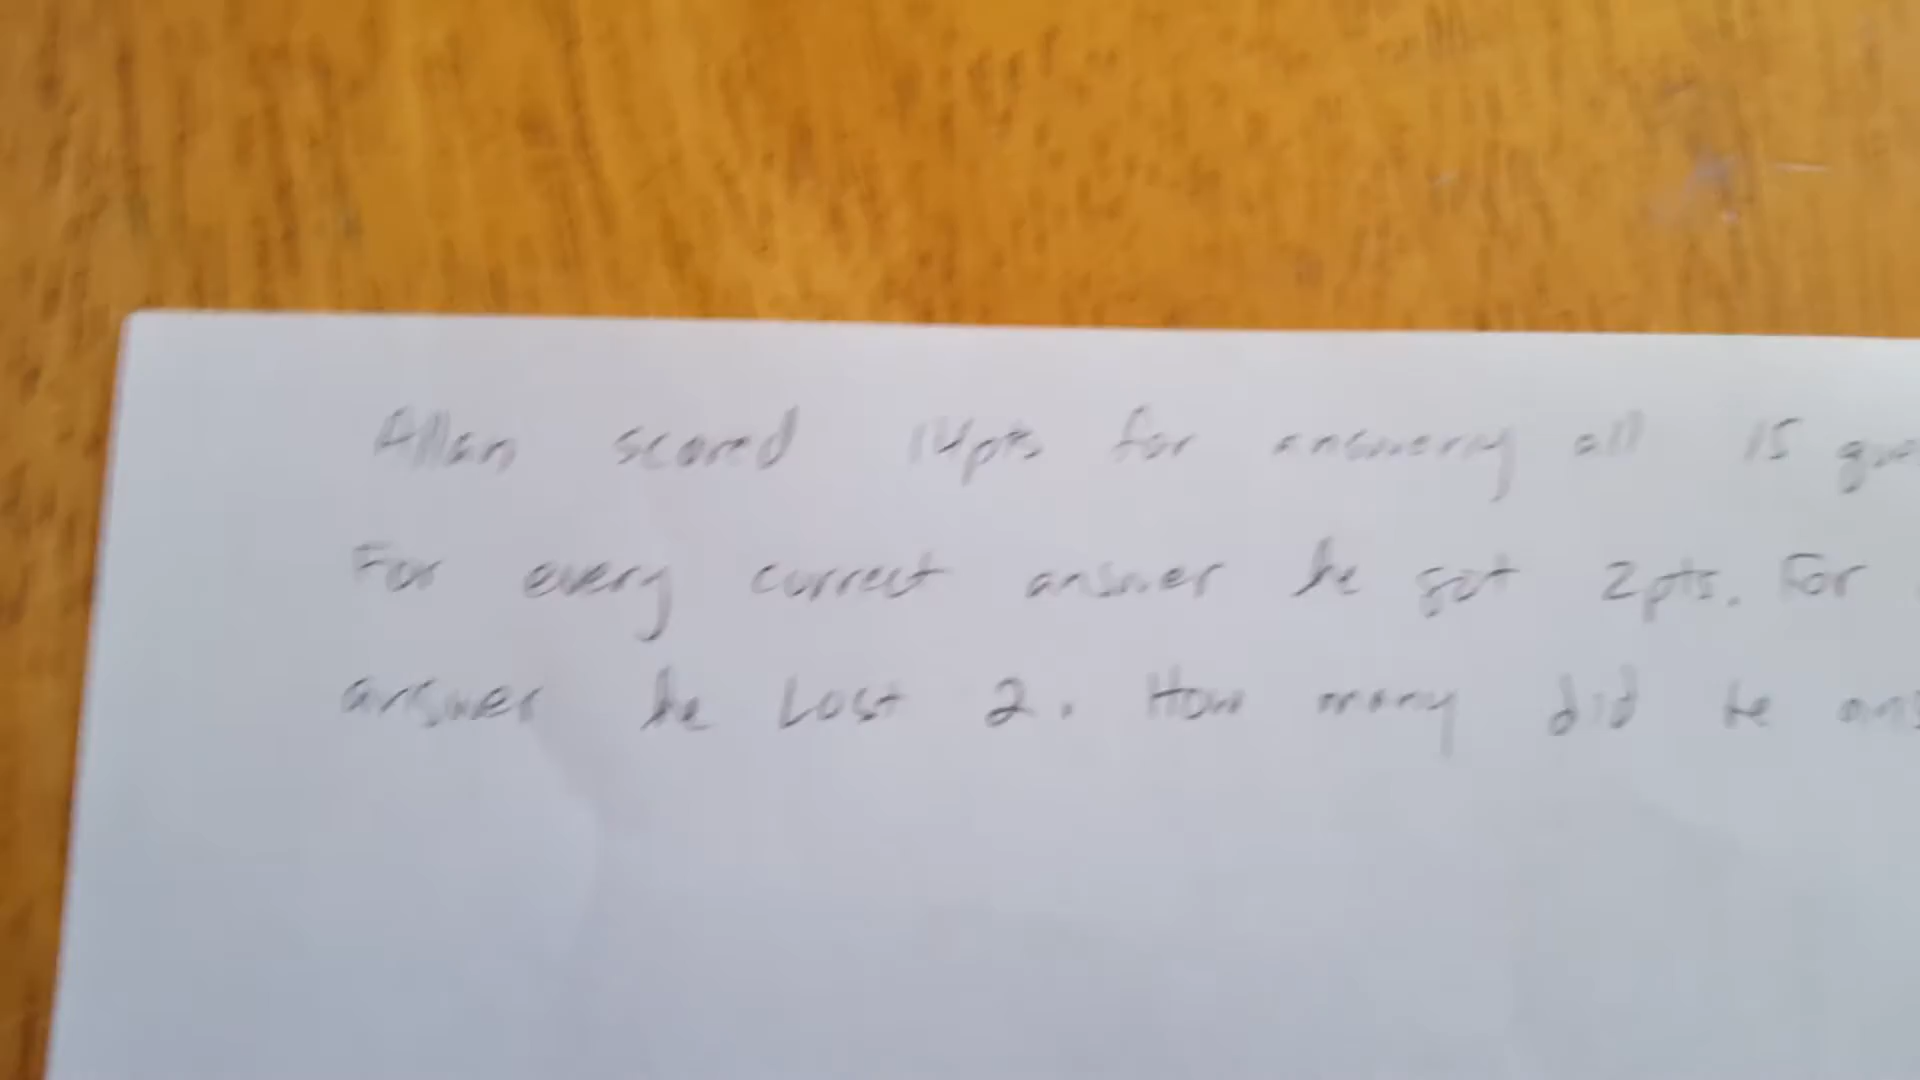 Allan scored 14pts for answering all 15
For every correct answer he got 2pts. For
answer he Lost 2. How many did he